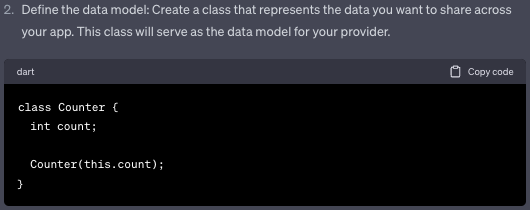 2. Define the data model: Create a class that represents the data you want to share across
your app. This class will serve as the data model for your provider.
dart Copy code
class Counter {
  int count;

  Counter(this.count);
}